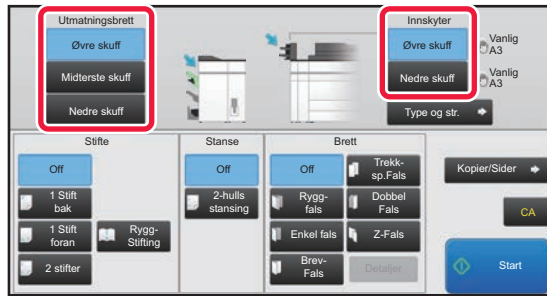 Utmatningsbrett
Øvre skuff
Midterste skuff
Nedre skuff
Innskyter
Øvre skuff
Vanlig
A3
Nedre skuff
Vanlig
A3
Type og str.
Stifte
Off
1 Stift
bak
1 Stift
foran
Rygg-
Stifting
2 stifter
Stanse
Off
2-hulls
stansing
Brett
Off
Trekk-
sp.Fals
Rygg-
fals
Dobbel
Fals
Enkel fals
Z-Fals
Brev-
Fals
Detaljer
Kopier/Sider
CA
Start